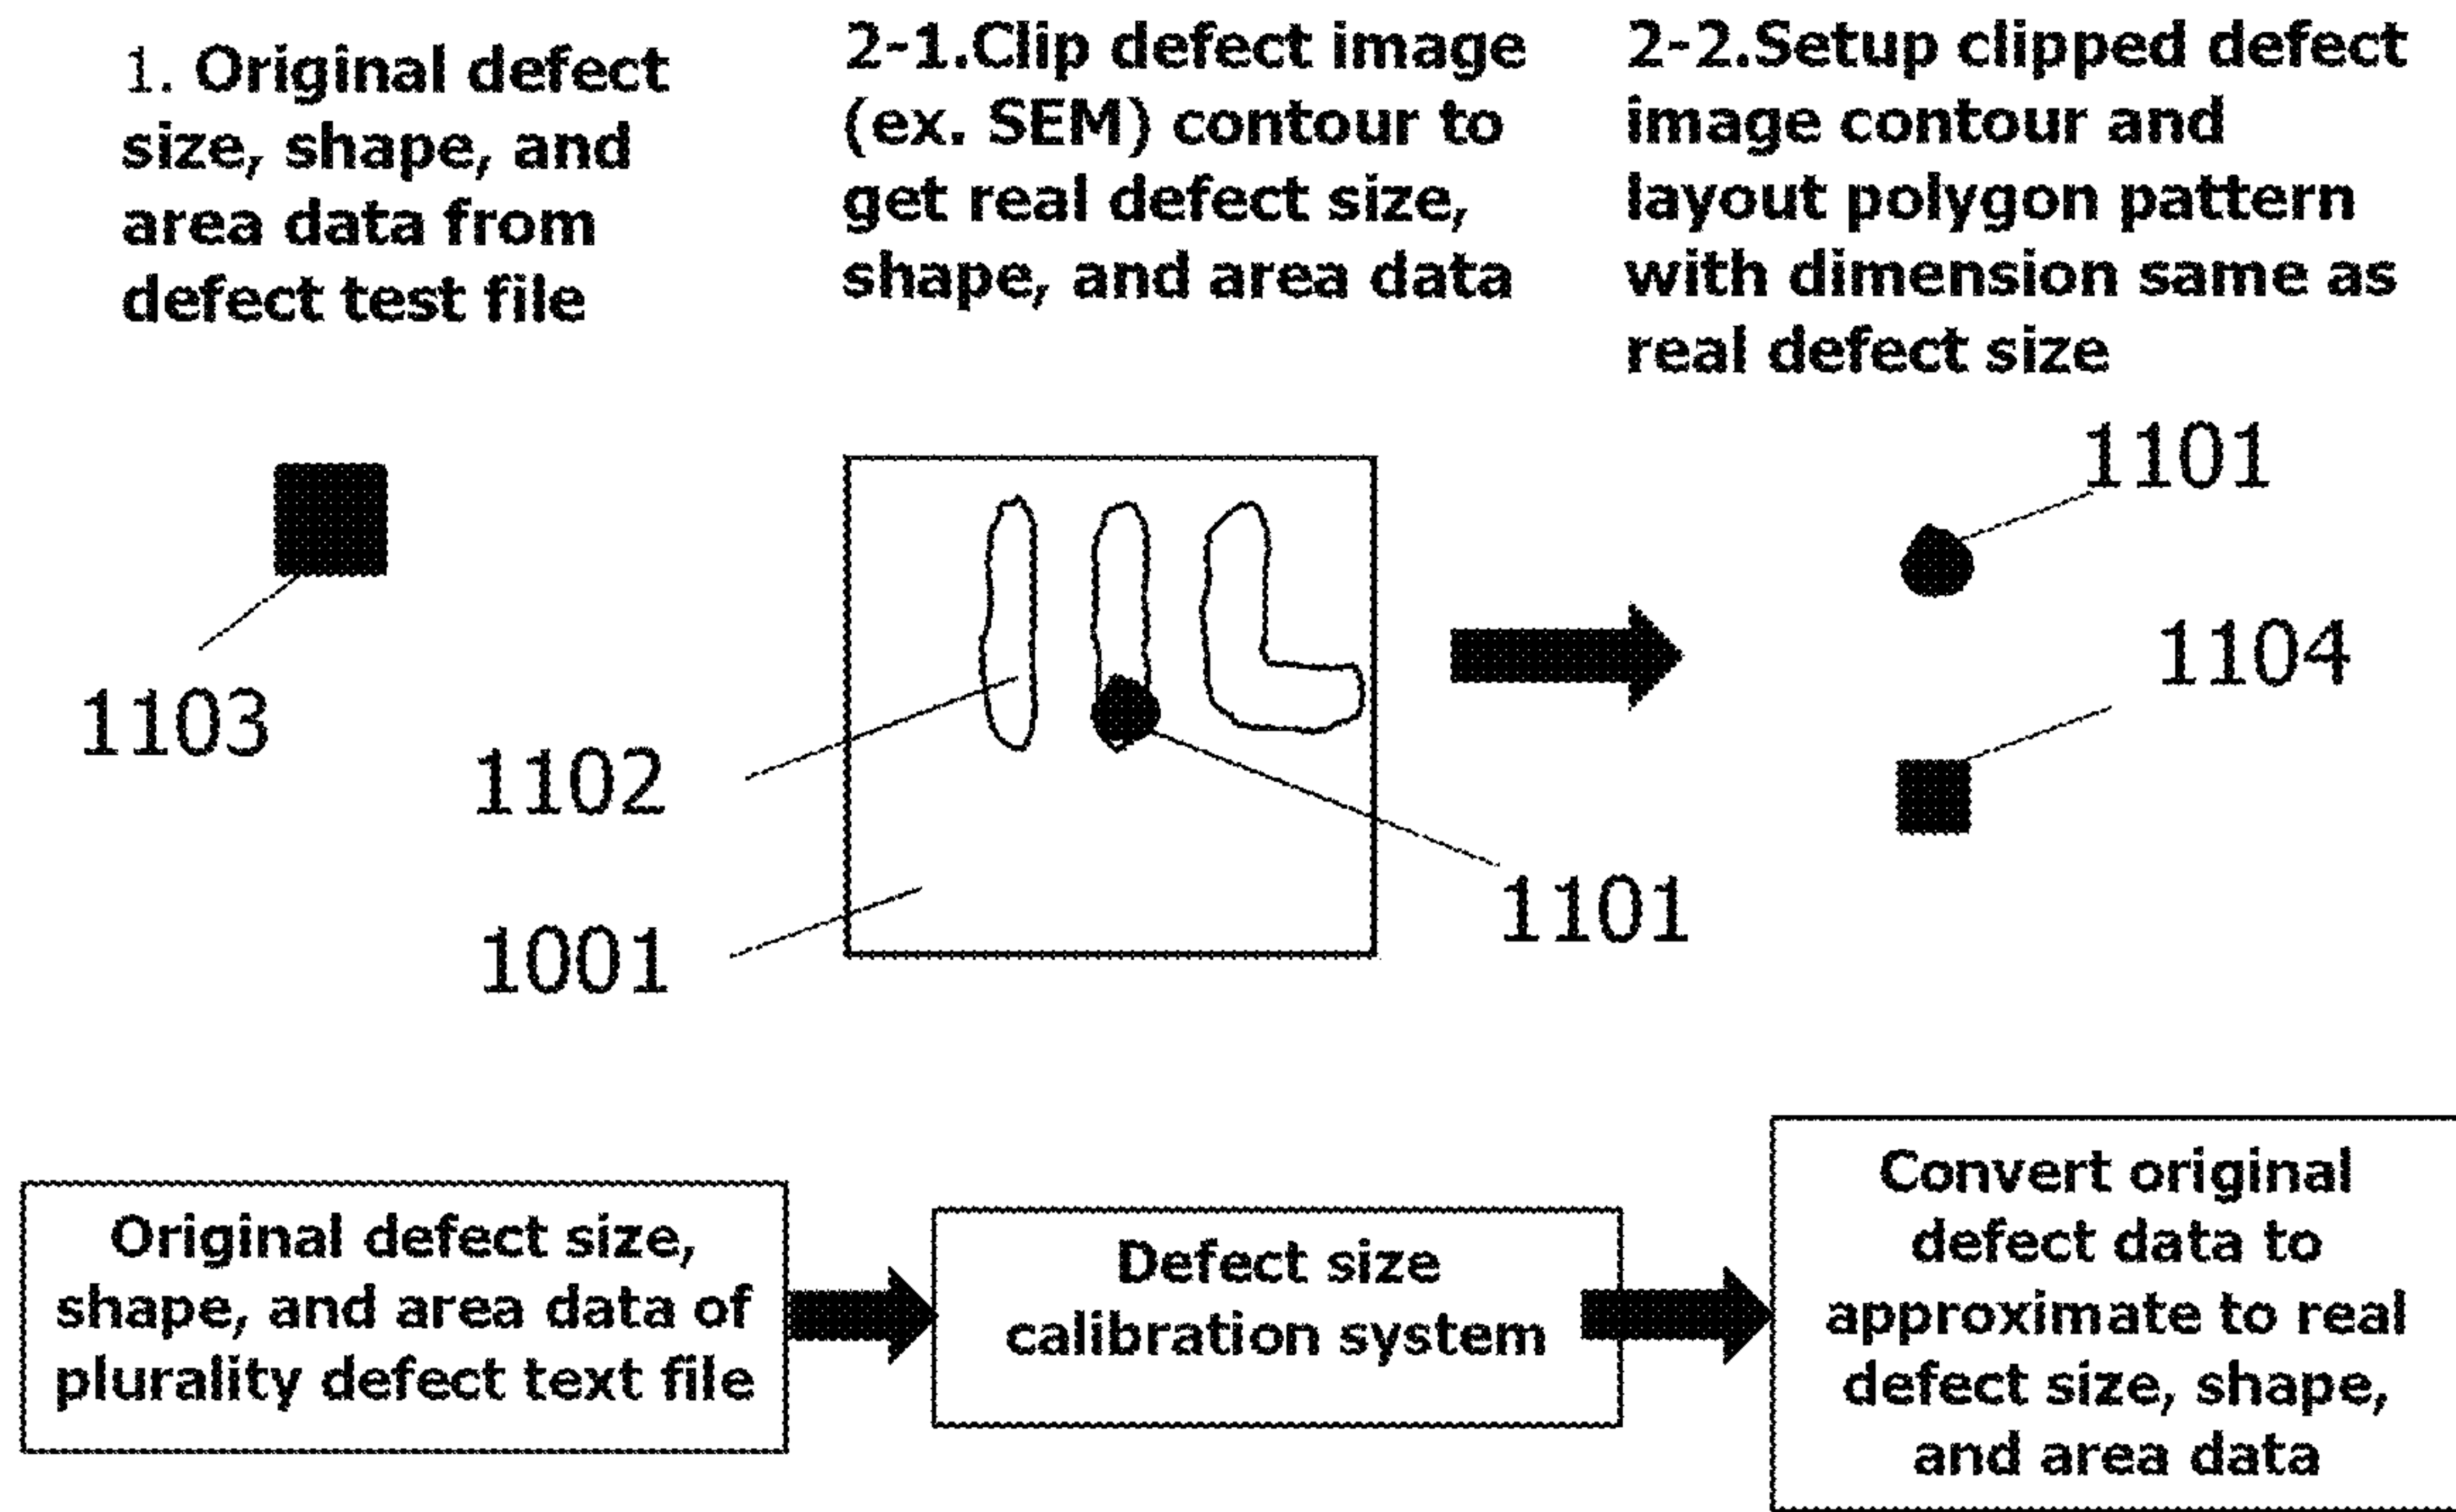 1. Original defect
size, shape, and
area data from
defect test file
2-1.Clip defect image
(ex. SEM) contour to
get real defect size,
shape, and area data
2-2.Setup clipped defect
image contour and
layout polygon pattern
with dimension same as
real defect size
1103
1102
1001
1101
1101
1104
Original defect size,
shape, and area data of
plurality defect text file
Defect size
calibration system
Convert original
defect data to
approximate to real
defect size, shape,
and area data